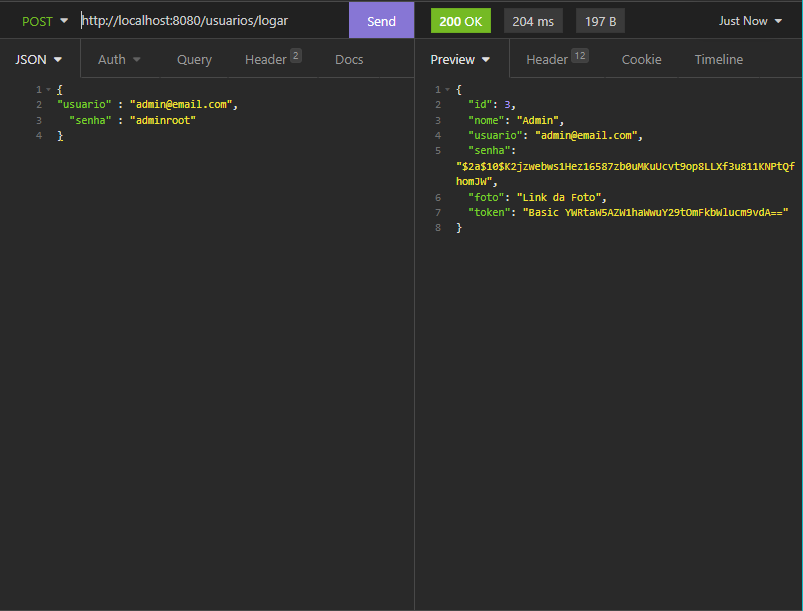 POST http://localhost:8080/usuarios/logar Send 200 OK 204 ms 197 B Just Now
JSON Auth Query Header 2 Docs Preview Header 12 Cookie Timeline
1 {
2 "usuario" : "admin@email.com",
3 "senha" : "adminroot"
4 }
1 {
2 "id": 3,
3 "nome": "Admin",
4 "usuario": "admin@email.com",
5 "senha":
"$2a$10$K2jzwebws1Hez16587zb0uMKuUcvt9op8LLXf3u811KNPtQf
homJW",
6 "foto": "Link da Foto",
7 "token": "Basic YWRtaW5AZW1haWwuY29tOmFkbWlucm9vdA=="
8 }